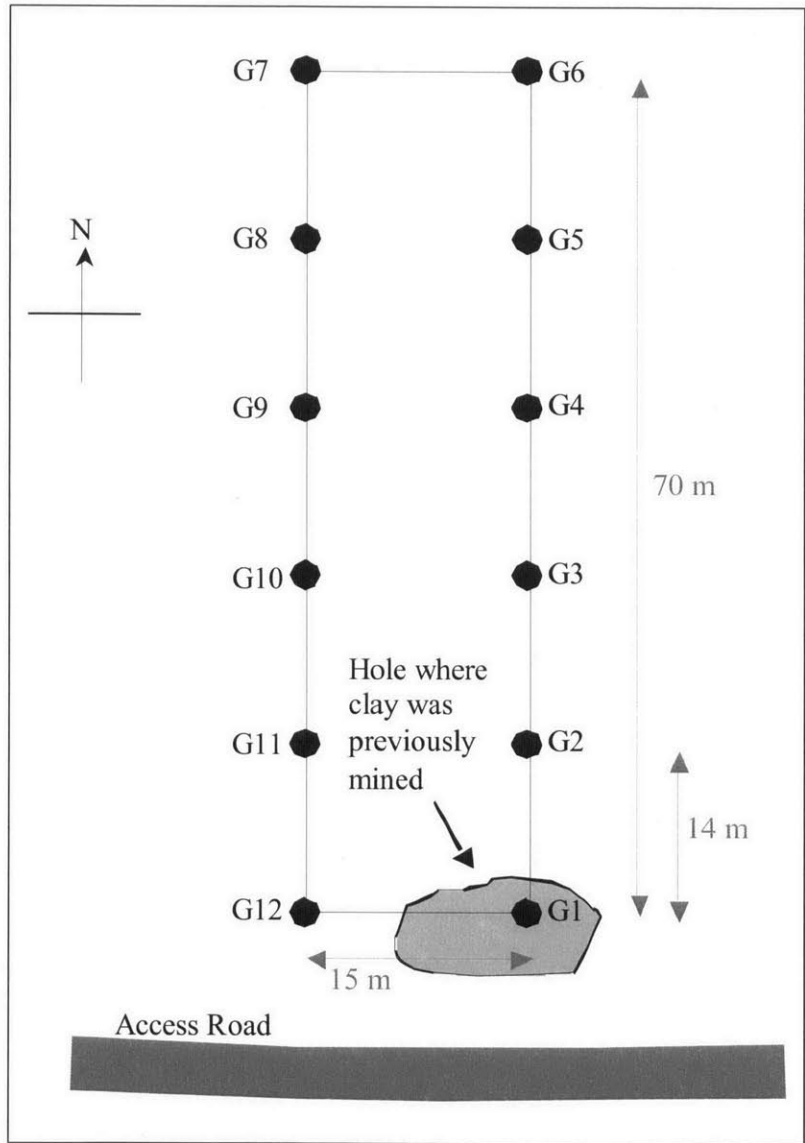 G7
G6
N
G8
G5
G9
G4
70 m
G10
G3
Hole where
clay was
previously
mined
G11
G2
14 m
G12
G1
15 m
Access Road